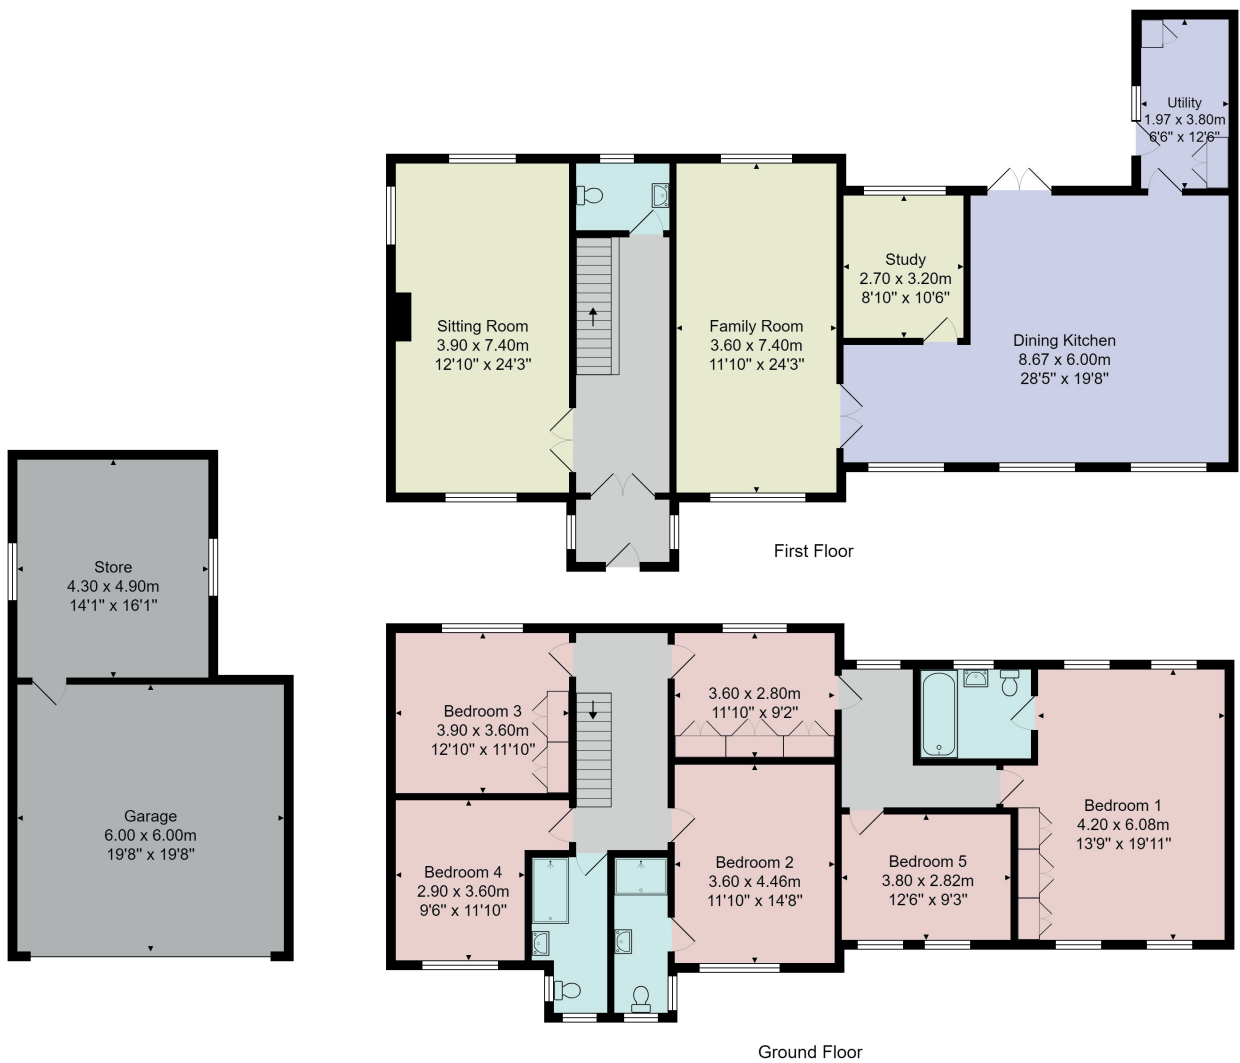 Utility
1.97 x 3.80m
6'6" x 12'6"
Sitting Room
3.90 x 7.40m
12'10" x 24'3"
Family Room
3.60 x 7.40m
11'10" x 24'3"
Study
2.70 x 3.20m
8'10" x 10'6"
Dining Kitchen
8.67 x 6.00m
28'5" x 19'8"
First Floor
Store
4.30 x 4.90m
14'1" x 16'1"
Garage
6.00 x 6.00m
19'8" x 19'8"
Bedroom 3
3.90 x 3.60m
12'10" x 11'10"
3.60 x 2.80m
11'10" x 9'2"
Bedroom 4
2.90 x 3.60m
9'6" x 11'10"
Bedroom 2
3.60 x 4.46m
11'10" x 14'8"
Bedroom 5
3.80 x 2.82m
12'6" x 9'3"
Bedroom 1
4.20 x 6.08m
13'9" x 19'11"
Ground Floor